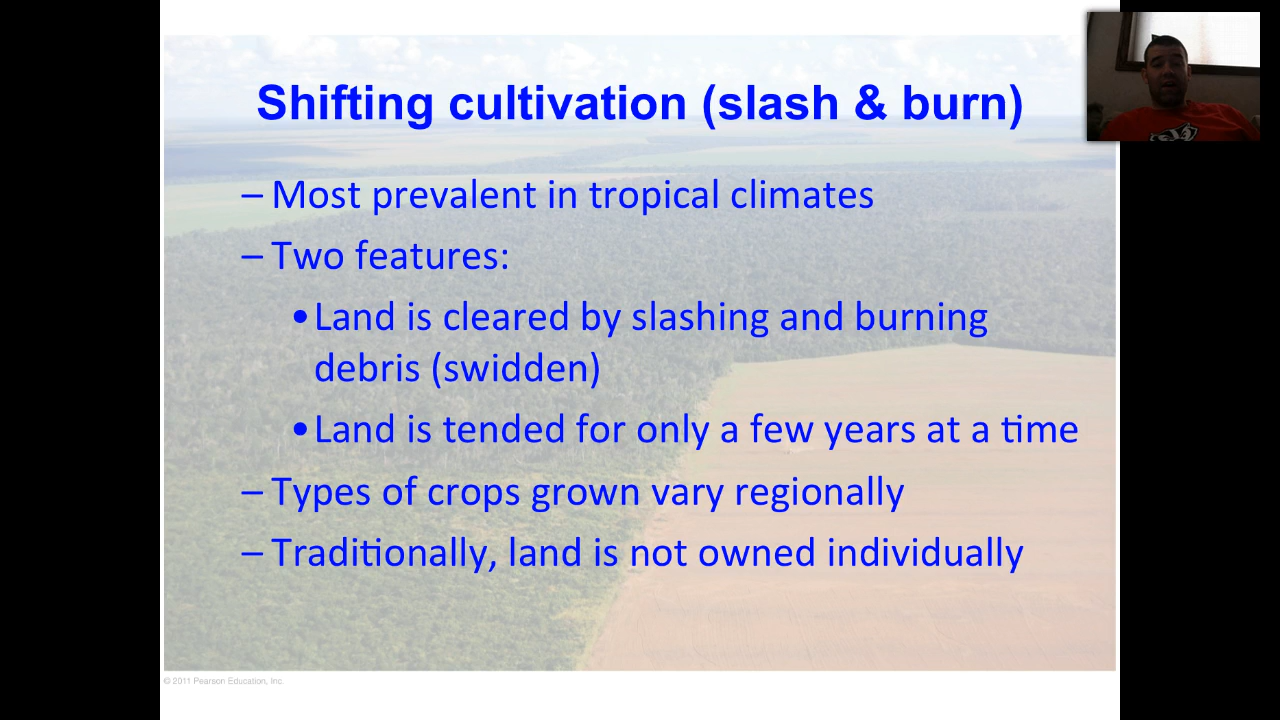 Shifting cultivation (slash & burn)
– Most prevalent in tropical climates
– Two features:
•Land is cleared by slashing and burning
debris (swidden)
•Land is tended for only a few years at a time
– Types of crops grown vary regionally
– Traditionally, land is not owned individually
© 2011 Pearson Education, Inc.